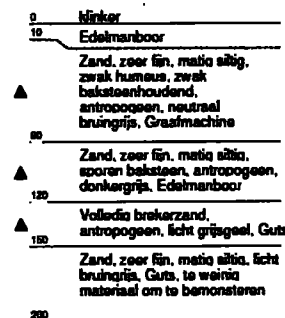 0 klinker
10 Edelmanboor
Zand, zeer fijn, matig siltig,
zwak humeus, zwak
baksteenhoudend,
antropogeen, neutraal
bruingrijs, Graafmachine
80
Zand, zeer fijn, matig siltig,
sporen baksteen, antropogeen,
donkergrijs, Edelmanboor
120
Volledig brekerzand,
antropogeen, licht grijsgeel, Guts
150
Zand, zeer fijn, matig siltig, licht
bruingrijs, Guts, te weinig
materiaal om te bemonsteren
200